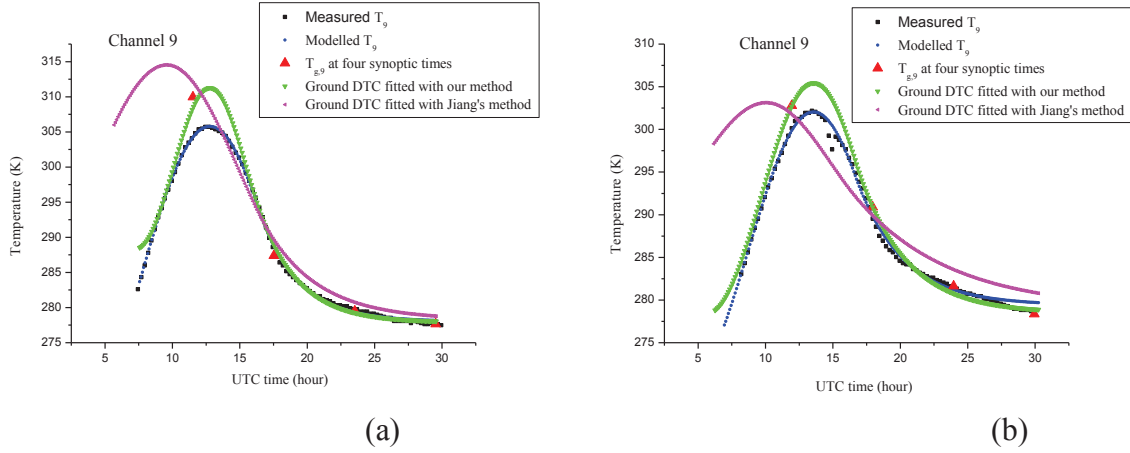 Channel 9
Measured T9
Modelled T9
Tg,9 at four synoptic times
Ground DTC fitted with our method
Ground DTC fitted with Jiang's method
Temperature (K)
320
315
310
305
300
295
290
285
280
275
5 10 15 20 25 30
UTC time (hour)
(a)
Channel 9
Measured T9
Modelled T9
Tg,9 at four synoptic times
Ground DTC fitted with our method
Ground DTC fitted with Jiang's method
Temperature (K)
310
305
300
295
290
285
280
275
5 10 15 20 25 30
UTC time (hour)
(b)